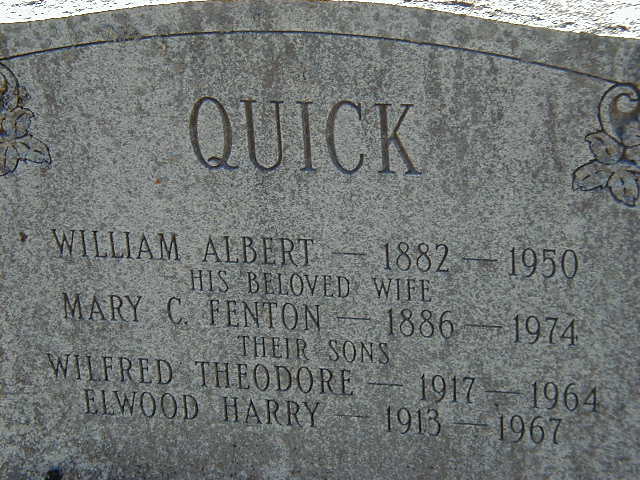 QUICK
WILLIAM ALBERT — 1882 — 1950
HIS BELOVED WIFE
MARY C. FENTON — 1886 — 1974
THEIR SONS
WILFRED THEODORE — 1917 — 1964
ELWOOD HARRY — 1913 — 1967